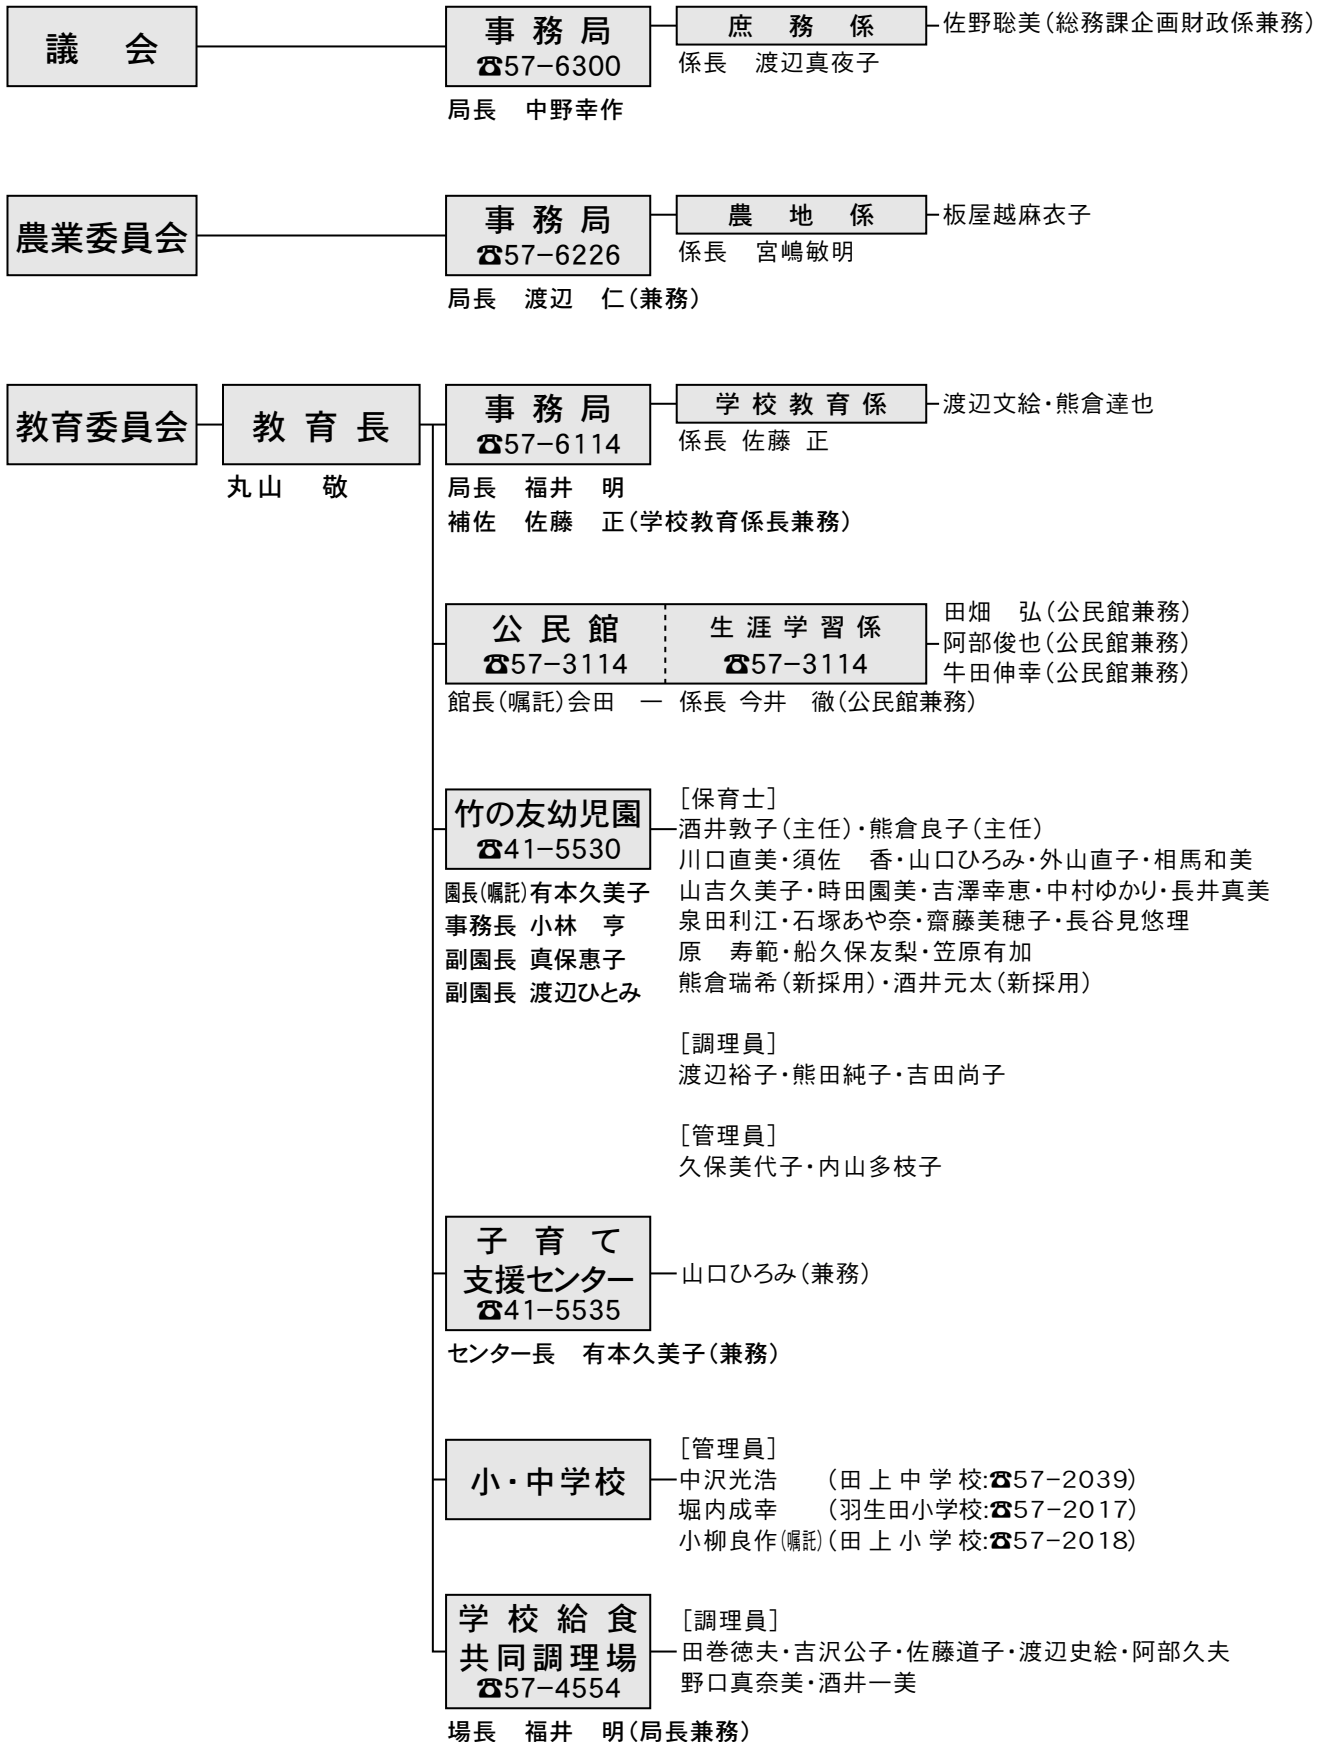 議　会
事務局
☎57−6300
局長　中野幸作
庶務係
係長　渡辺真夜子
佐野聡美（総務課企画財政係兼務）
農業委員会
事務局
☎57−6226
局長　渡辺　仁（兼務）
農地係
係長　宮嶋敏明
板屋越麻衣子
教育委員会
教育長
丸山　敬
事務局
☎57−6114
局長　福井　明
補佐　佐藤　正（学校教育係長兼務）
学校教育係
係長 佐藤 正
渡辺文絵・熊倉達也
公民館
☎57−3114
館長（嘱託）会田　一
生涯学習係
☎57−3114
係長 今井　徹（公民館兼務）
田畑　弘（公民館兼務）
阿部俊也（公民館兼務）
牛田伸幸（公民館兼務）
竹の友幼児園
☎41−5530
園長（嘱託）有本久美子
事務長 小林　亨
副園長 真保惠子
副園長 渡辺ひとみ
［保育士］
酒井敦子（主任）・熊倉良子（主任）
川口直美・須佐　香・山口ひろみ・外山直子・相馬和美
山吉久美子・時田園美・吉澤幸恵・中村ゆかり・長井真美
泉田利江・石塚あや奈・齋藤美穂子・長谷見悠理
原　寿範・船久保友梨・笠原有加
熊倉瑞希（新採用）・酒井元太（新採用）
［調理員］
渡辺裕子・熊田純子・吉田尚子
［管理員］
久保美代子・内山多枝子
子育て
支援センター
☎41−5535
センター長　有本久美子（兼務）
山口ひろみ（兼務）
小・中学校
［管理員］
中沢光浩　（田上中学校:☎57−2039）
堀内成幸　（羽生田小学校:☎57−2017）
小柳良作（嘱託）（田上小学校:☎57−2018）
学校給食
共同調理場
☎57−4554
場長　福井　明（局長兼務）
［調理員］
田巻徳夫・吉沢公子・佐藤道子・渡辺史絵・阿部久夫
野口真奈美・酒井一美